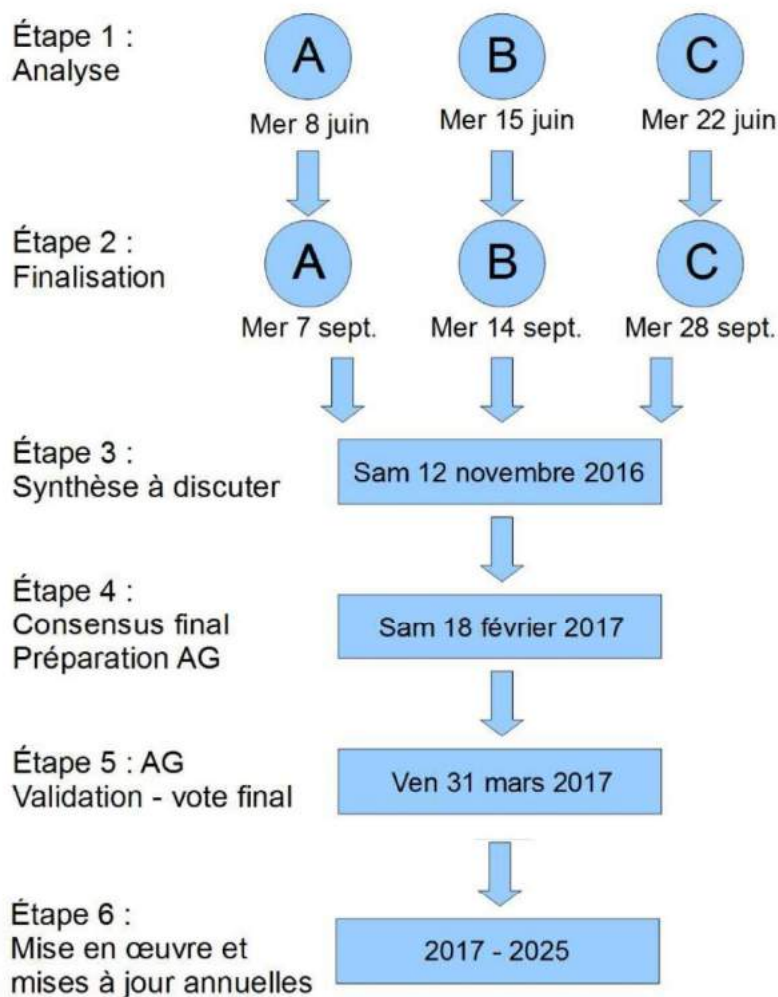 Étape 1 :
Analyse
A
B
C
Mer 8 juin
Mer 15 juin
Mer 22 juin
Étape 2 :
Finalisation
A
B
C
Mer 7 sept.
Mer 14 sept.
Mer 28 sept.
Étape 3 :
Synthèse à discuter
Sam 12 novembre 2016
Étape 4 :
Consensus final
Préparation AG
Sam 18 février 2017
Étape 5 : AG
Validation - vote final
Ven 31 mars 2017
Étape 6 :
Mise en œuvre et
mises à jour annuelles
2017 - 2025